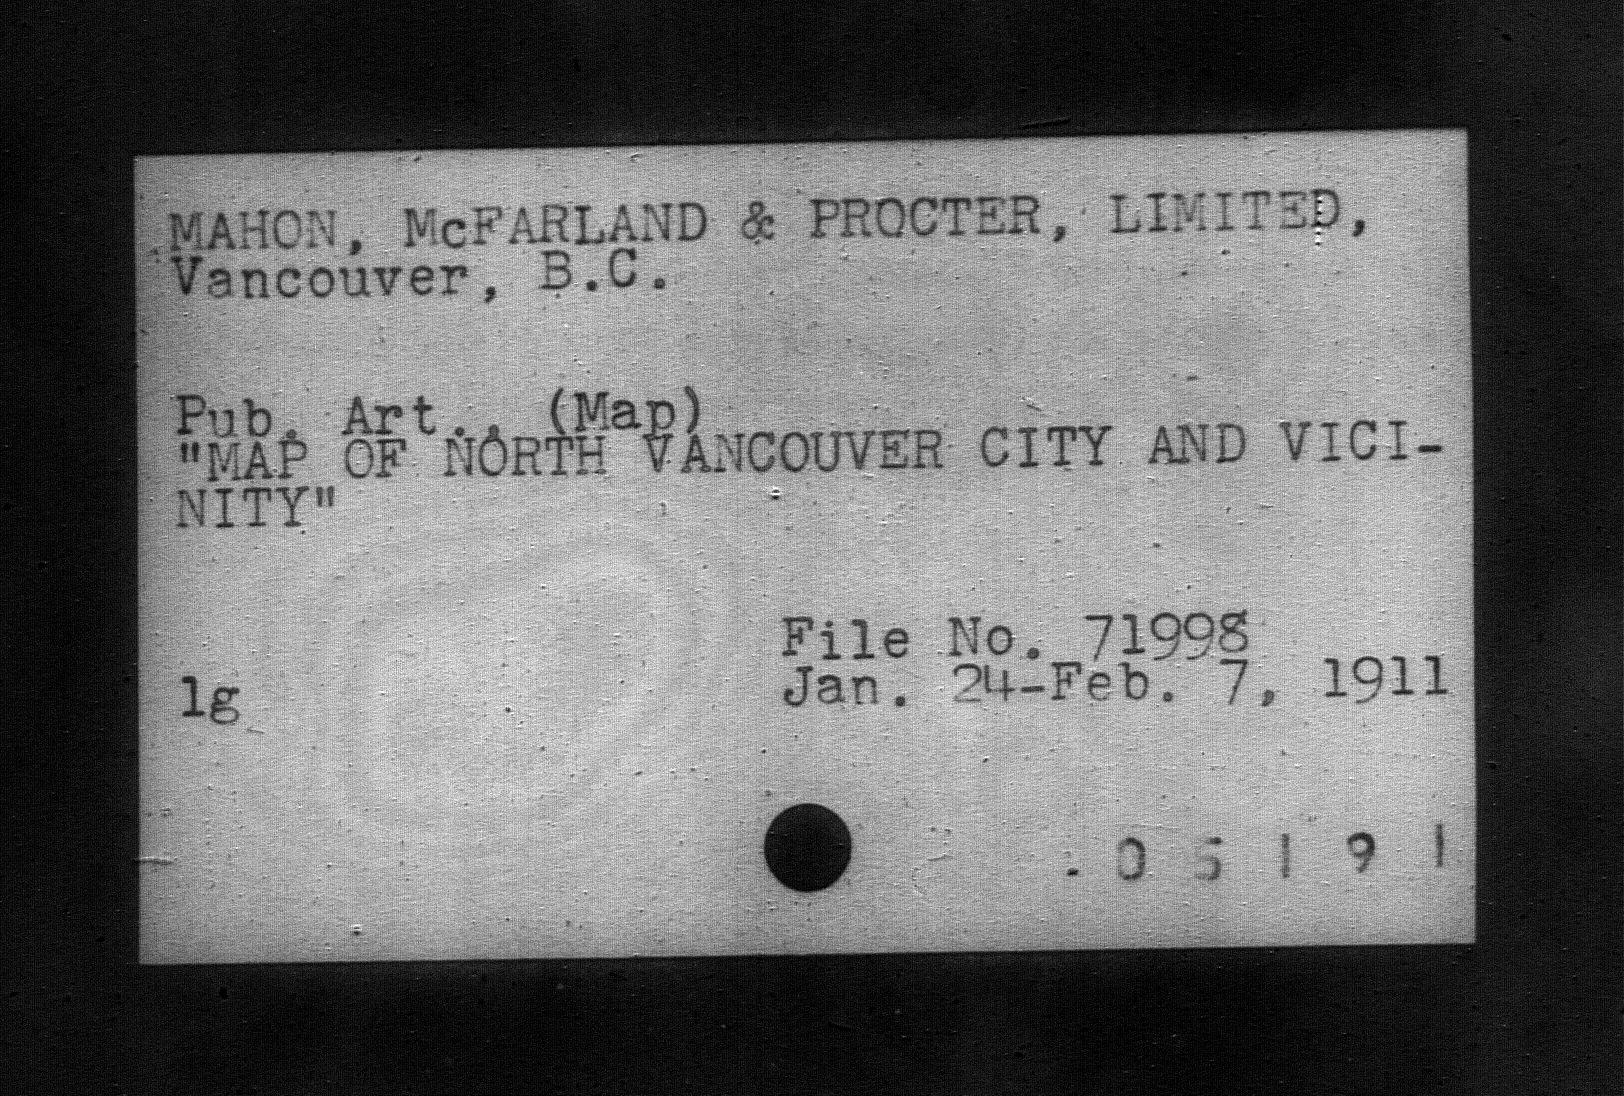 MAHON, McFARLAND & PROCTER, LIMITED,
Vancouver, B.C.
Pub. Art.. (Map)
"MAP OF NORTH VANCOUVER CITY AND VICI-
NITY"
File No. 71998
Jan. 24-Feb. 7, 1911
lg
.05191